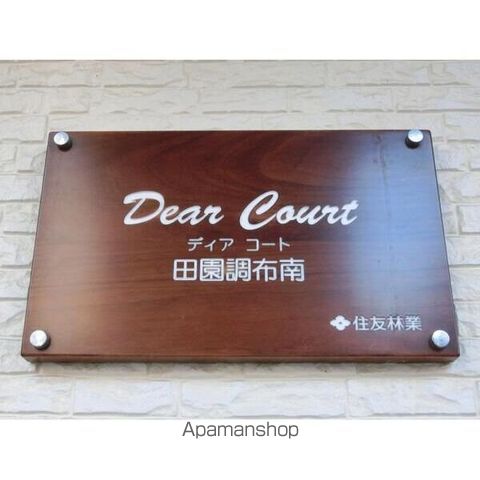 Dear Court
ディア コート
田園調布南
住友林業
Apamanshop